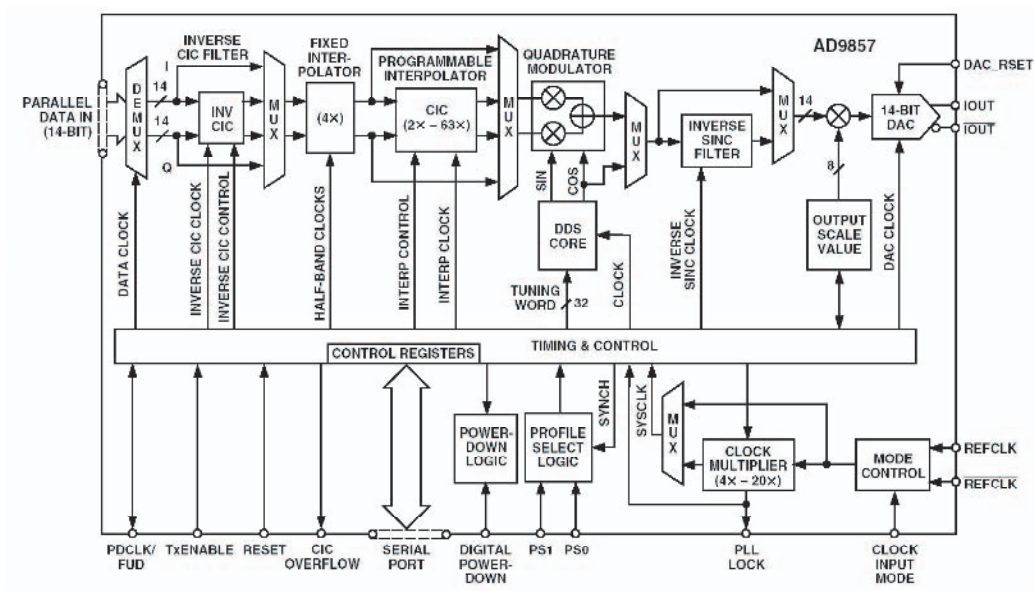 AD9857
INVERSE
CIC FILTER
FIXED
INTER-
POLATOR
PROGRAMMABLE
INTERPOLATOR
QUADRATURE
MODULATOR
PARALLEL
DATA IN
(14-BIT)
DEMUX
I
14
14
Q
INV
CIC
MUX
(4×)
CIC
(2× – 63×)
MUX
MUX
INVERSE
SINC
FILTER
MUX
14
14-BIT
DAC
DAC_RSET
IOUT
IOUT
8
OUTPUT
SCALE
VALUE
SIN
COS
DDS
CORE
TUNING
WORD
32
DATA CLOCK
INVERSE CIC CLOCK
INVERSE CIC CONTROL
HALF-BAND CLOCKS
INTERP CONTROL
INTERP CLOCK
CLOCK
INVERSE
SINC CLOCK
DAC CLOCK
CONTROL REGISTERS
TIMING & CONTROL
POWER-
DOWN
LOGIC
PROFILE
SELECT
LOGIC
SYNCH
SYSCLK
MUX
CLOCK
MULTIPLIER
(4× – 20×)
MODE
CONTROL
REFCLK
REFCLK
PDCLK/
FUD
TxENABLE
RESET
CIC
OVERFLOW
SERIAL
PORT
DIGITAL
POWER-
DOWN
PS1
PS0
PLL
LOCK
CLOCK
INPUT
MODE